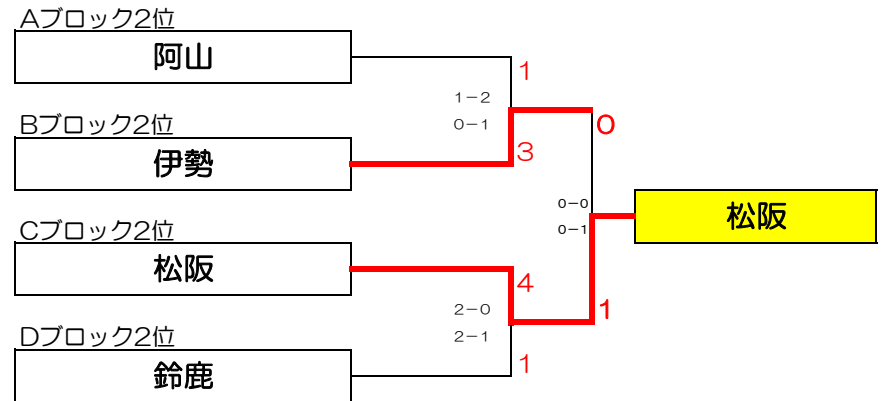 Aブロック2位
阿山
1
1－2
0－1
0
Bブロック2位
3
伊勢
0－0
松阪
0－1
Cブロック2位
松阪
4
2－0
1
2－1
Dブロック2位
1
鈴鹿